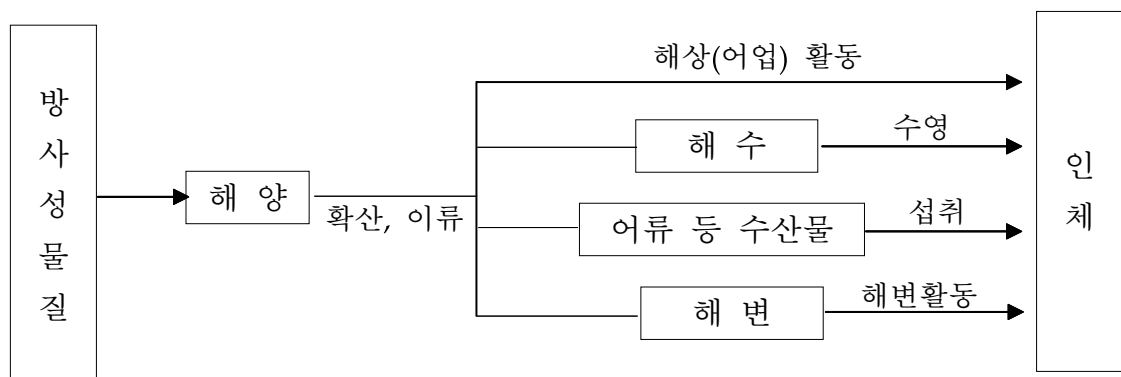 방사성물질
해 양
확산, 이류
해상(어업) 활동
해 수
수영
어류 등 수산물
섭취
해 변
해변활동
인체